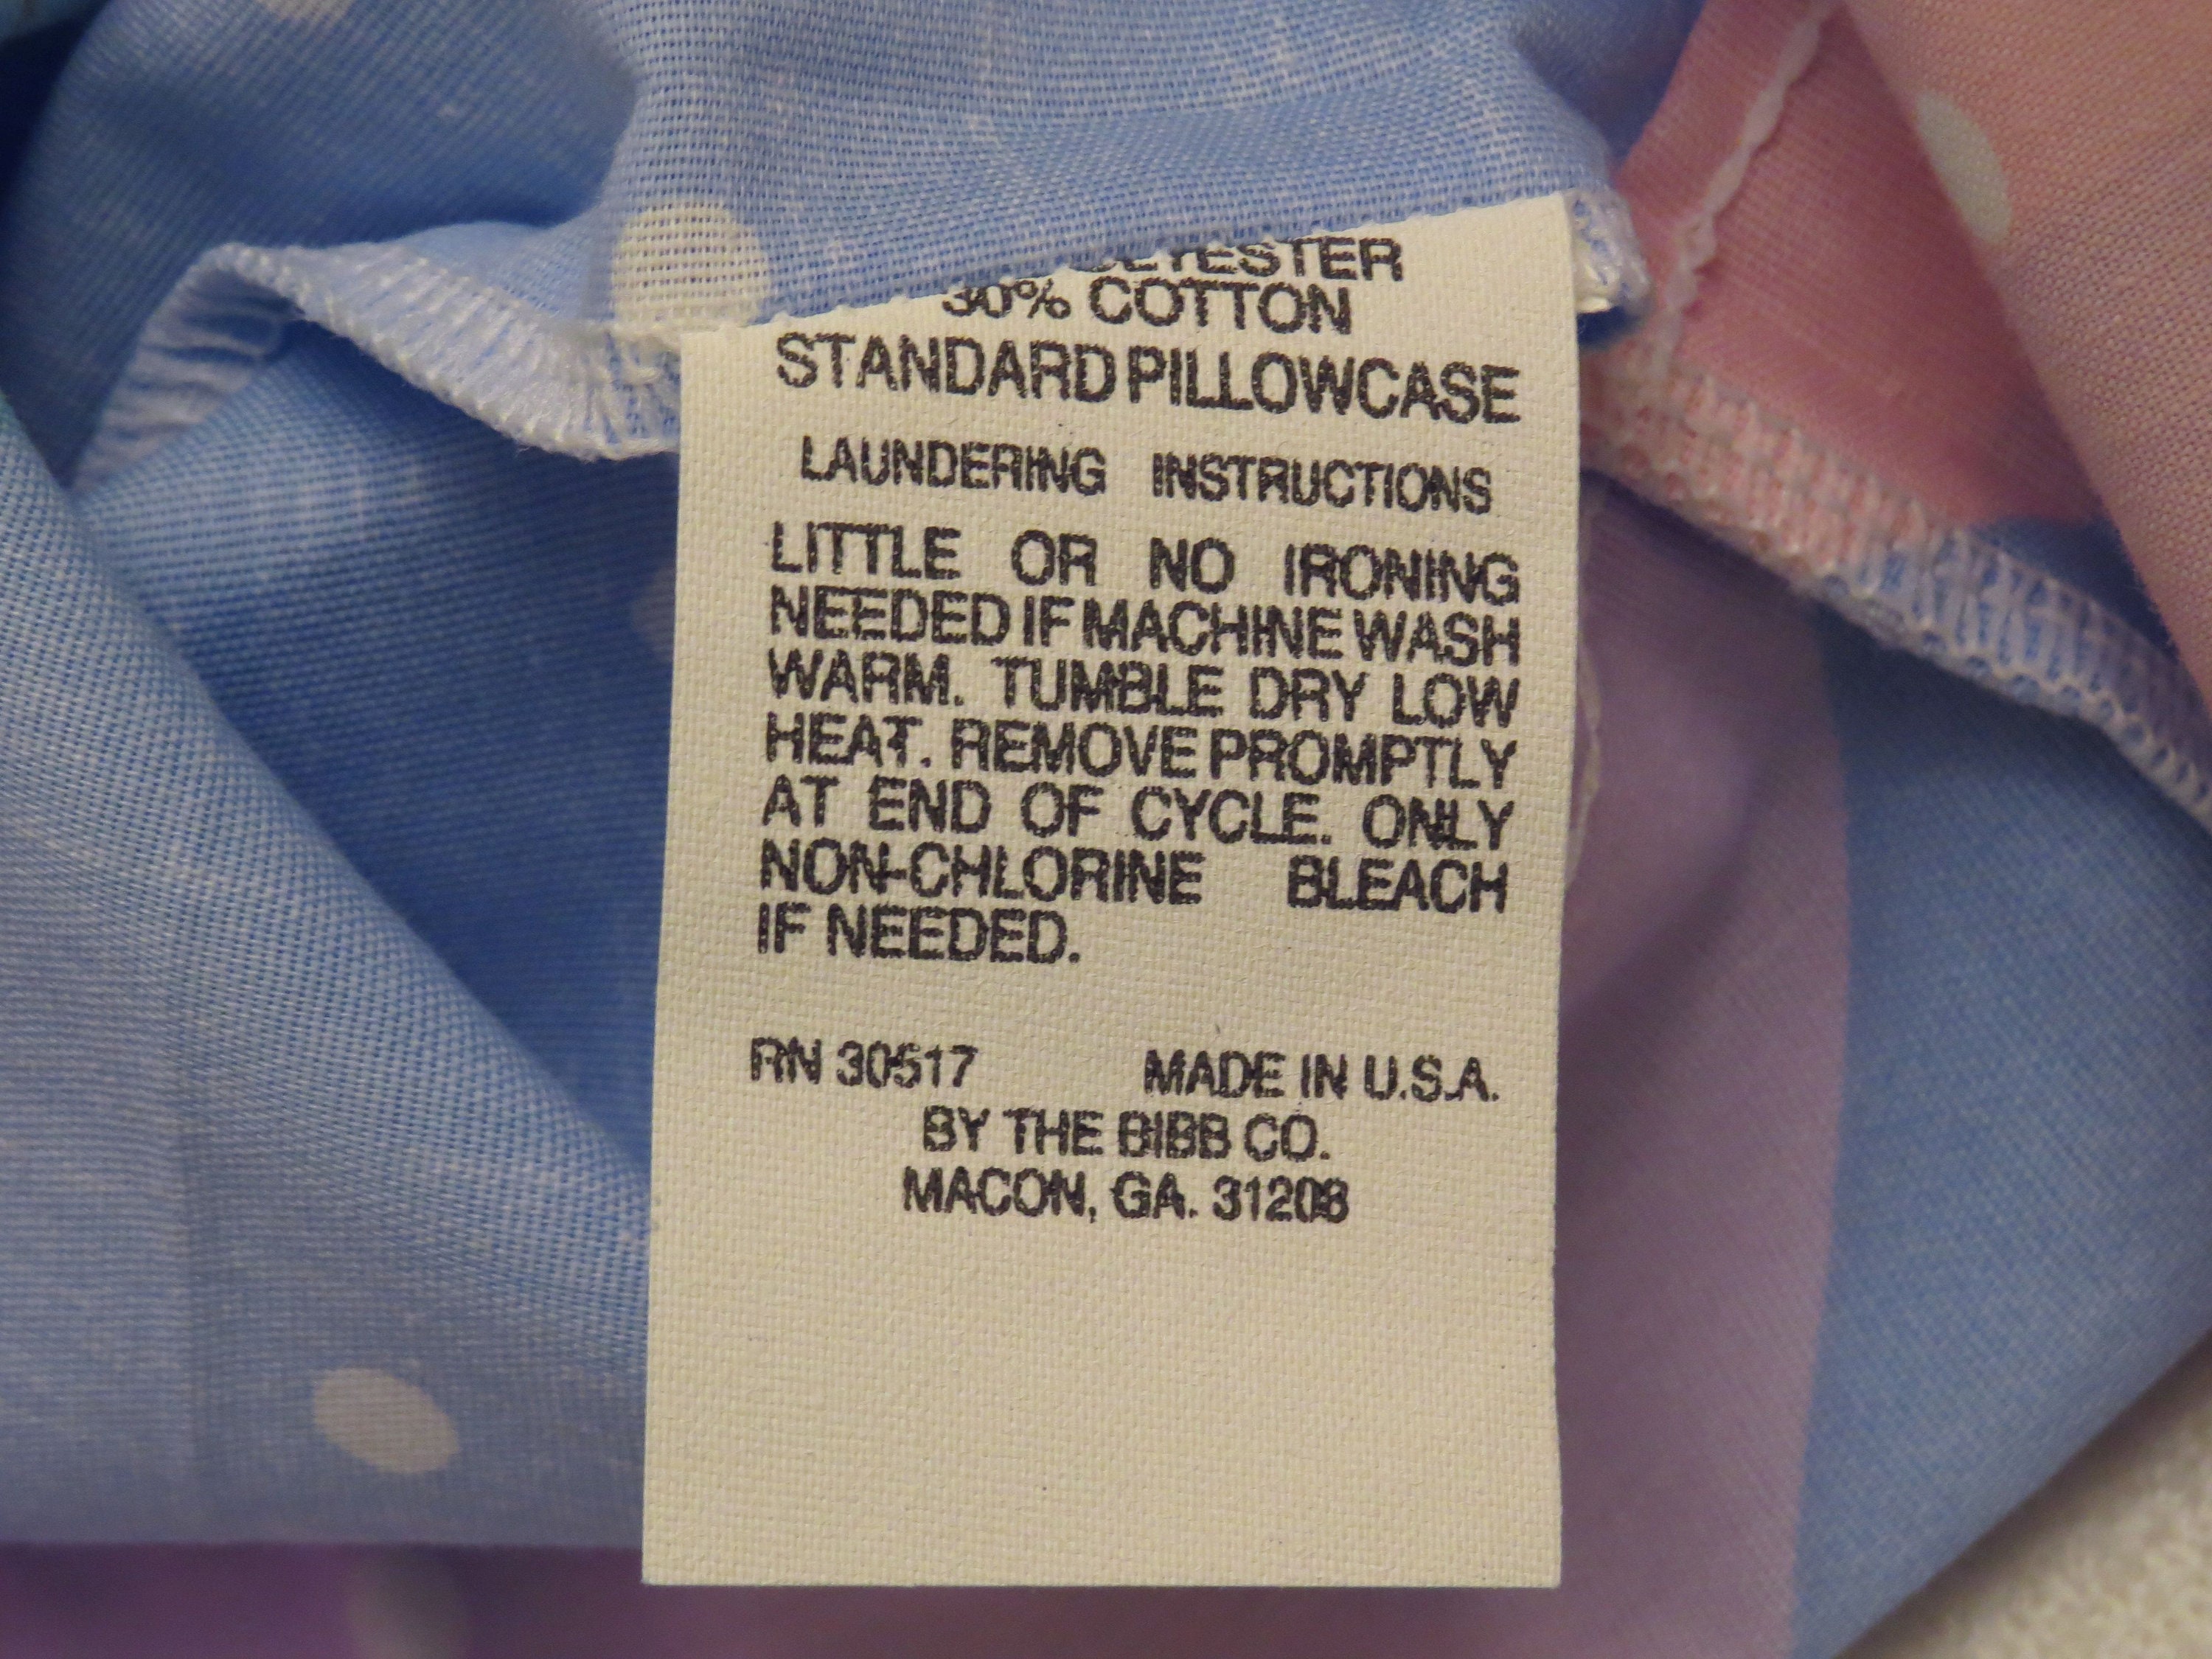 30% COTTON
STANDARD PILLOWCASE
LAUNDERING INSTRUCTIONS
LITTLE OR NO IRONING
NEEDED IF MACHINE WASH
WARM. TUMBLE DRY LOW
HEAT. REMOVE PROMPTLY
AT END OF CYCLE. ONLY
NON-CHLORINE BLEACH
IF NEEDED.
RN 30517 MADE IN U.S.A.
BY THE BIBB CO.
MACON, GA. 31208